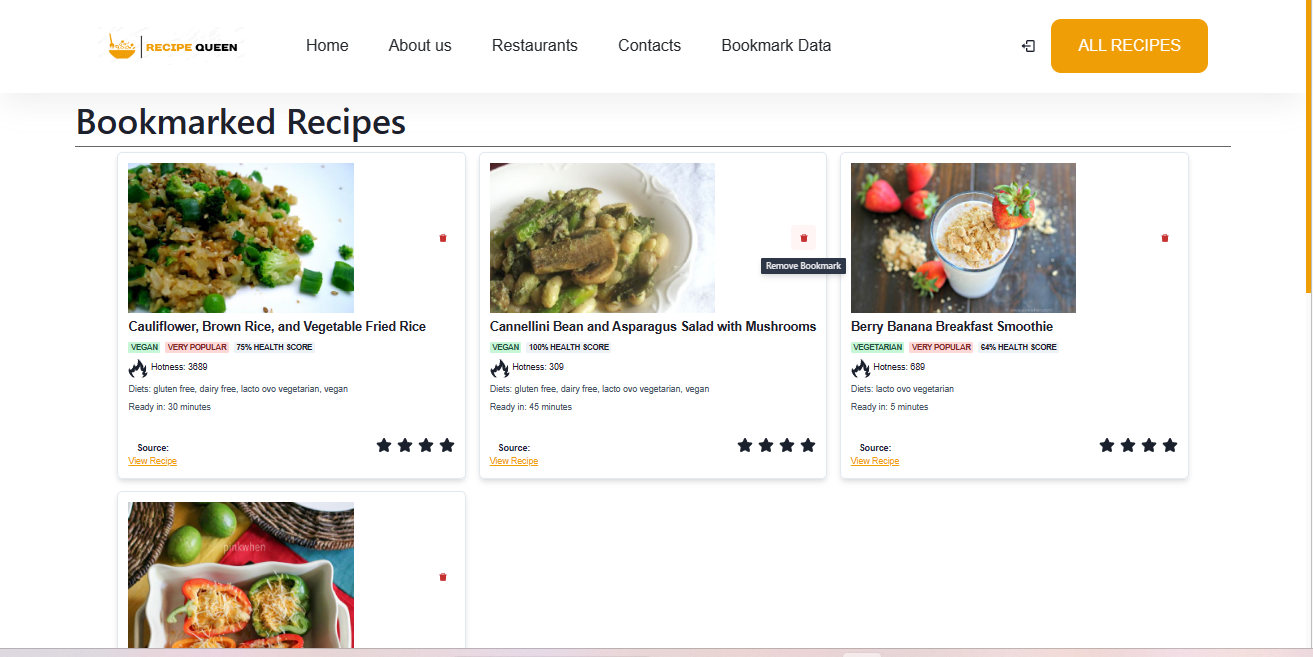 RECIPE QUEEN
Home
About us
Restaurants
Contacts
Bookmark Data
ALL RECIPES
Bookmarked Recipes
Remove Bookmark
Cauliflower, Brown Rice, and Vegetable Fried Rice
VEGAN VERY POPULAR 75% HEALTH SCORE
Hotness: 3689
Diets: gluten free, dairy free, lacto ovo vegetarian, vegan
Ready in: 30 minutes
Source:
View Recipe
Cannellini Bean and Asparagus Salad with Mushrooms
VEGAN 100% HEALTH SCORE
Hotness: 309
Diets: gluten free, dairy free, lacto ovo vegetarian, vegan
Ready in: 45 minutes
Source:
View Recipe
Berry Banana Breakfast Smoothie
VEGETARIAN VERY POPULAR 64% HEALTH SCORE
Hotness: 689
Diets: lacto ovo vegetarian
Ready in: 5 minutes
Source:
View Recipe
pinkwhen